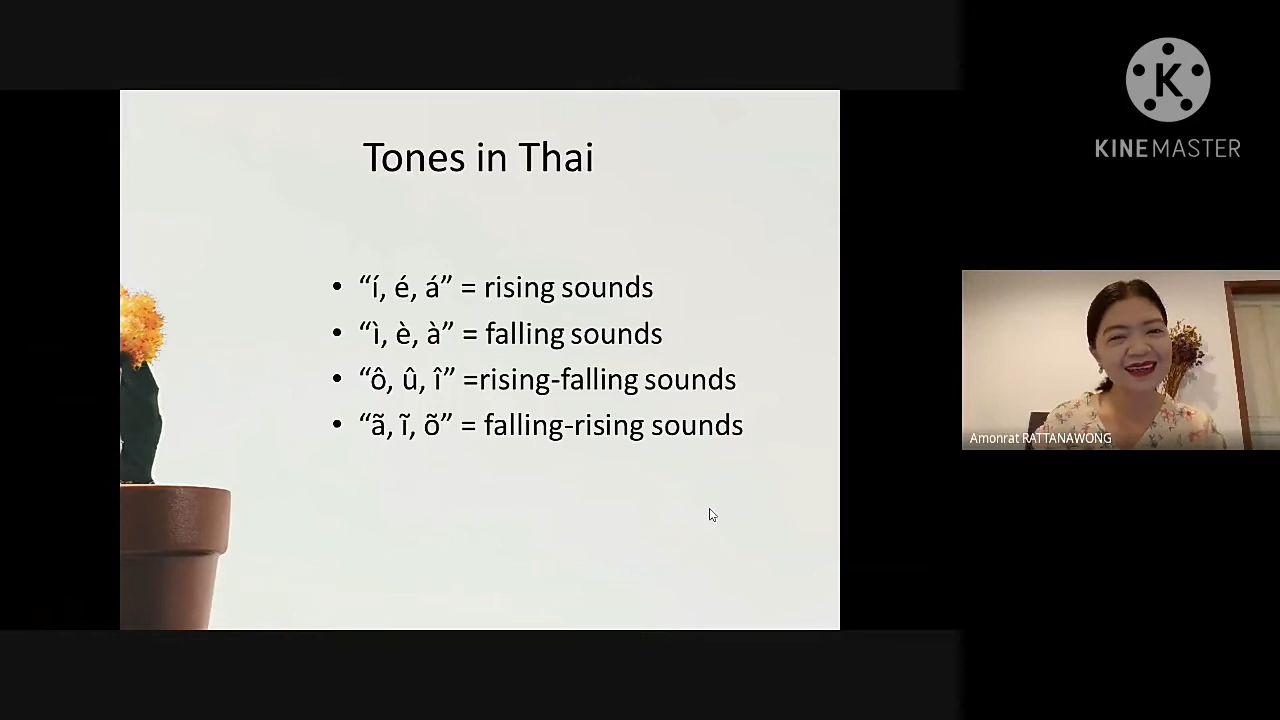 Tones in Thai
• “í, é, á” = rising sounds
• “ì, è, à” = falling sounds
• “ô, û, î” =rising-falling sounds
• “ã, ĩ, õ” = falling-rising sounds
K
KINEMASTER
Amonrat RATTANAWONG